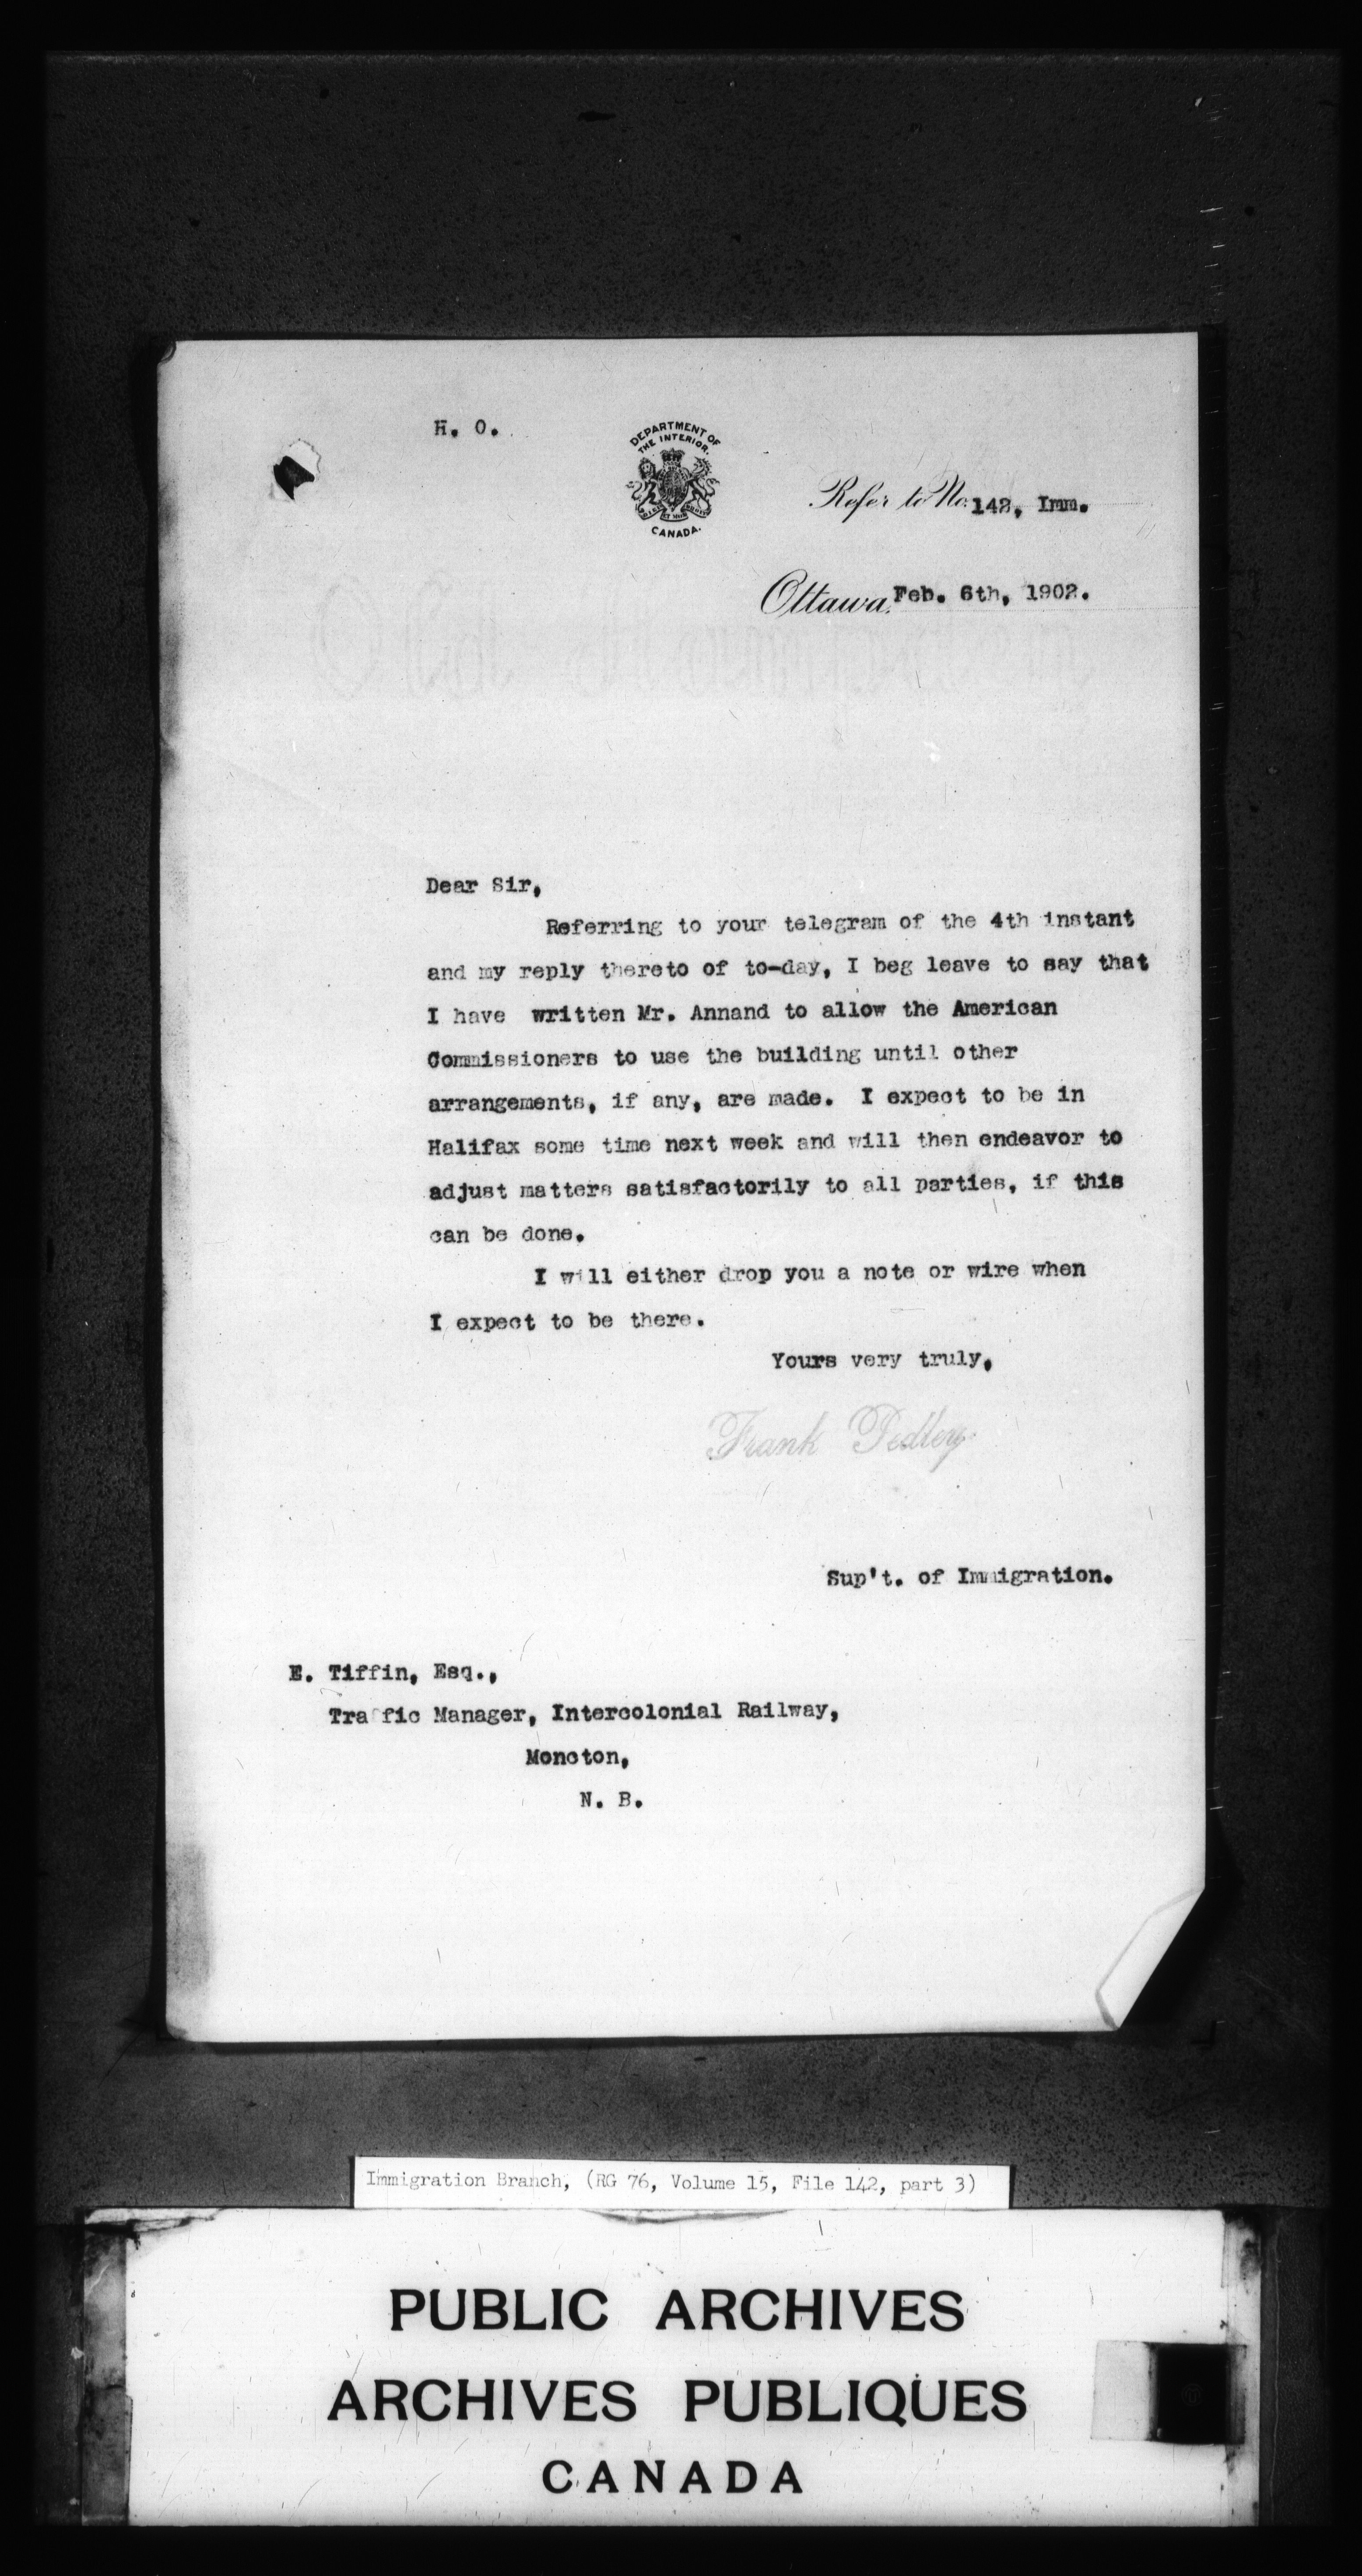 H. O.
DEPARTMENT OF
THE INTERIOR.
CANADA.
Refer to No. 142, Imm.
Ottawa, Feb. 6th, 1902.
Dear Sir,
Referring to your telegram of the 4th instant
and my reply thereto of to-day, I beg leave to say that
I have written Mr. Annand to allow the American
Commissioners to use the building until other
arrangements, if any, are made. I expect to be in
Halifax some time next week and will then endeavor to
adjust matters satisfactorily to all parties, if this
can be done.
I will either drop you a note or wire when
I expect to be there.
Yours very truly,
Frank Pedley
Sup't. of Immigration.
E. Tiffin, Esq.,
Traffic Manager, Intercolonial Railway,
Moncton,
N. B.
Immigration Branch, (RG 76, Volume 15, File 142, part 3)
PUBLIC ARCHIVES
ARCHIVES PUBLIQUES
CANADA